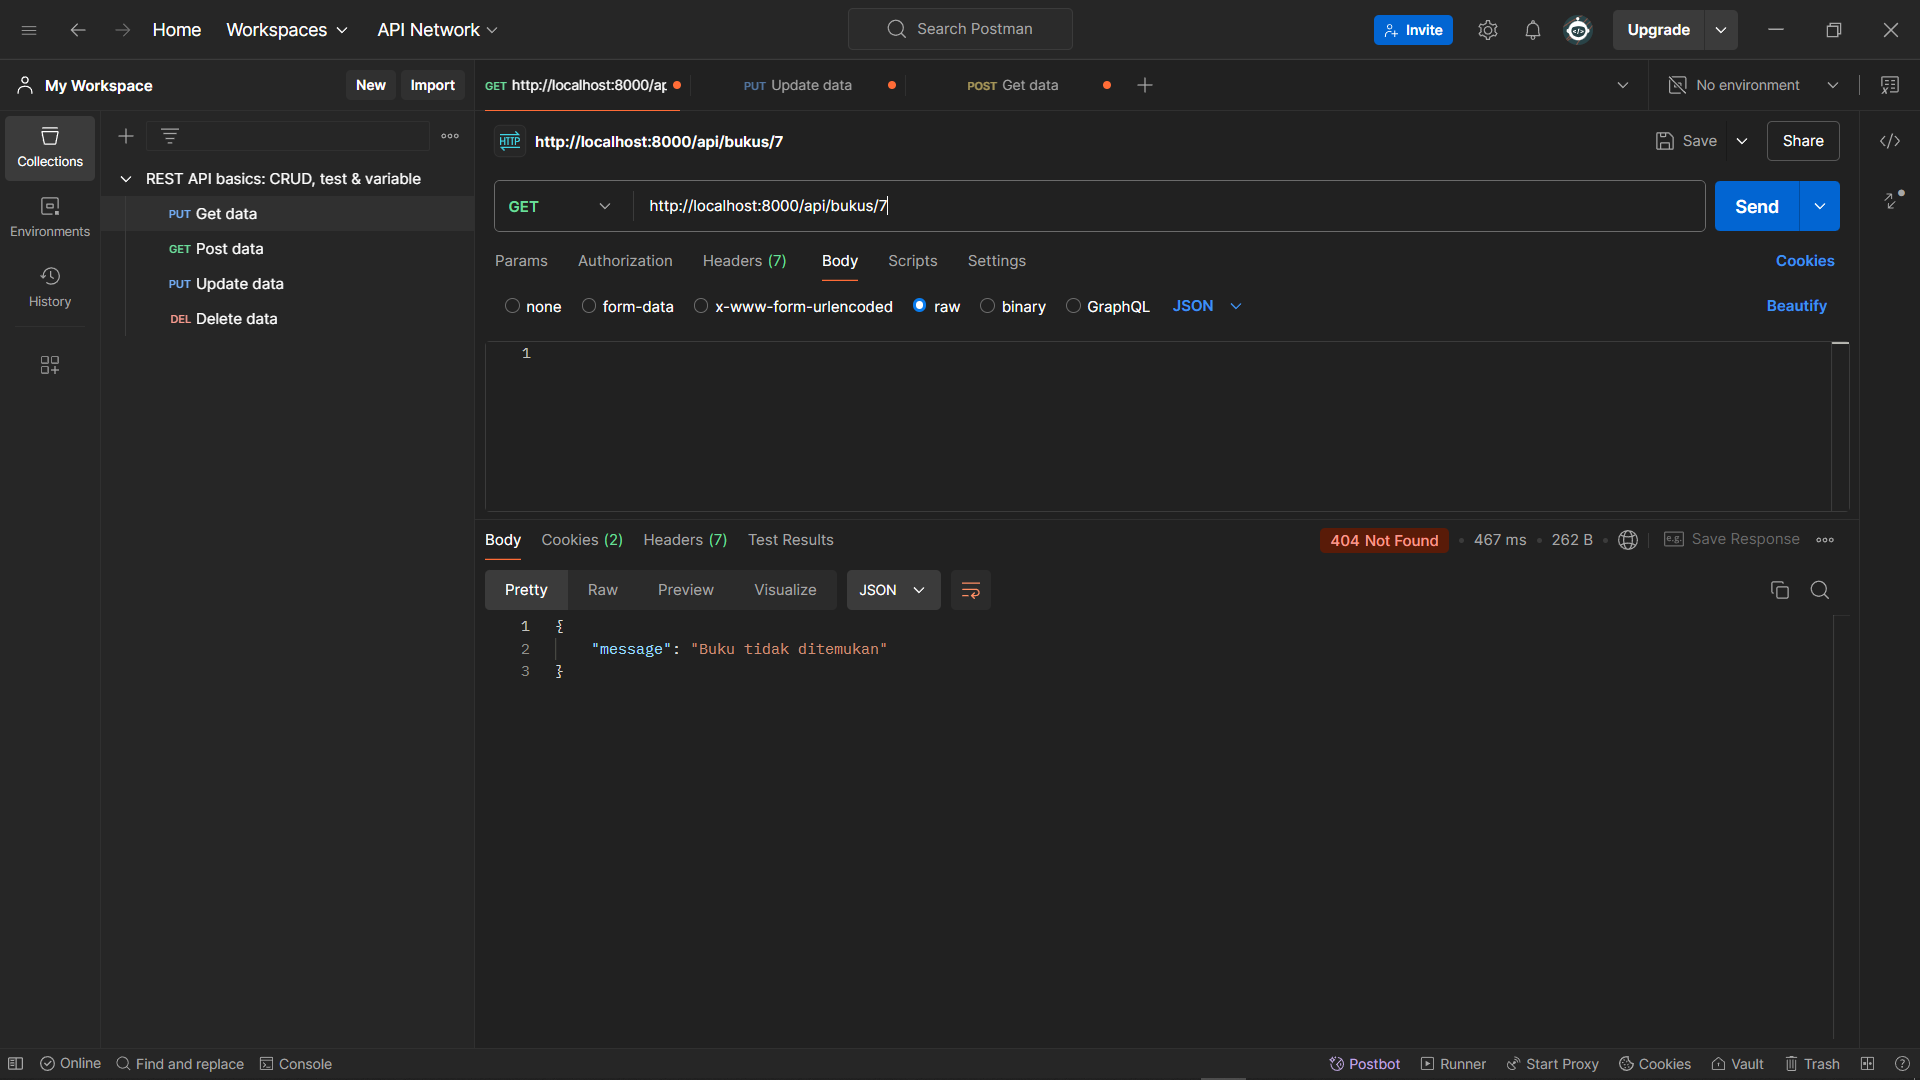 Home Workspaces API Network Search Postman Invite Upgrade
My Workspace New Import GET http://localhost:8000/ap PUT Update data POST Get data No environment
Collections
Environments
History
REST API basics: CRUD, test & variable
PUT Get data
GET Post data
PUT Update data
DEL Delete data
HTTP http://localhost:8000/api/bukus/7 Save Share
GET http://localhost:8000/api/bukus/7 Send
Params Authorization Headers (7) Body Scripts Settings Cookies
none form-data x-www-form-urlencoded raw binary GraphQL JSON Beautify
1
Body Cookies (2) Headers (7) Test Results 404 Not Found • 467 ms • 262 B • e.g. Save Response
Pretty Raw Preview Visualize JSON
1 {
2 "message": "Buku tidak ditemukan"
3 }
Online Find and replace Console Postbot Runner Start Proxy Cookies Vault Trash